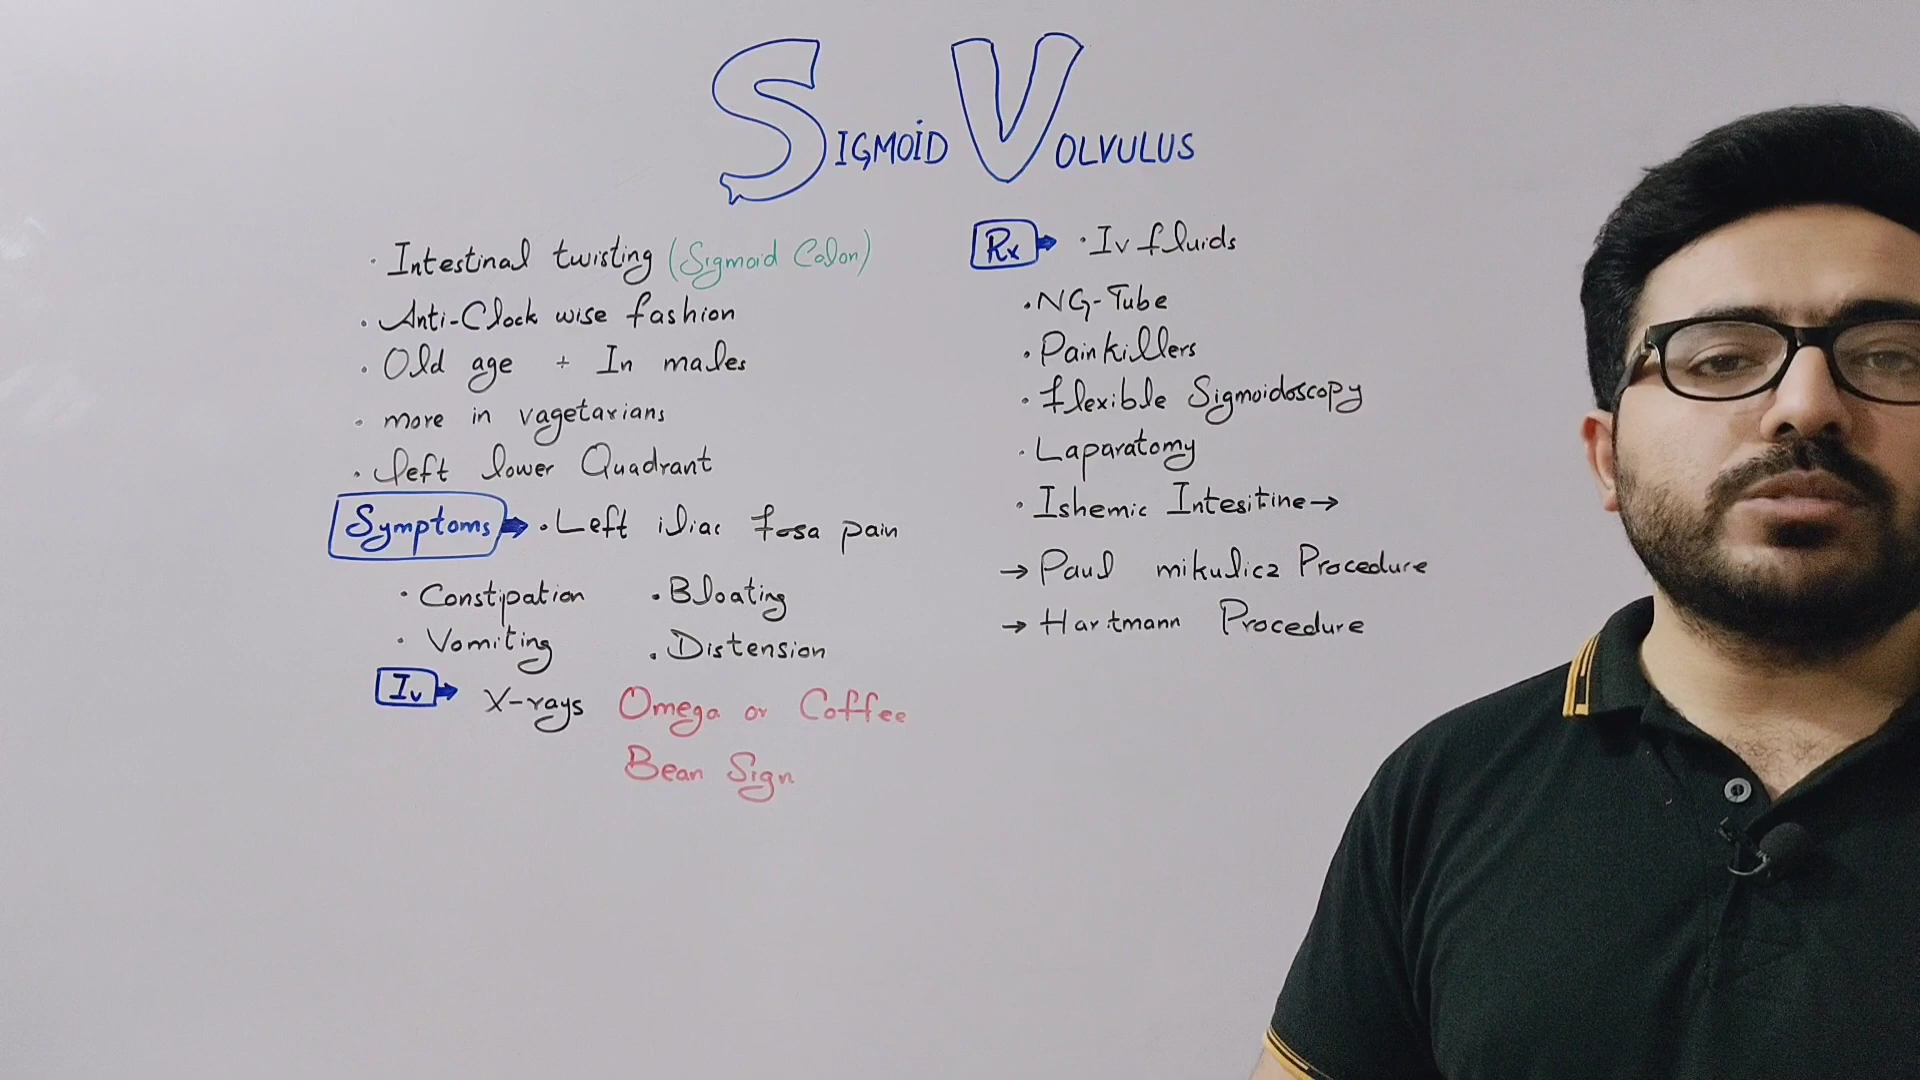 SIGMOID VOLVULUS
· Intestinal twisting (Sigmoid Colon)
· Anti-Clock wise fashion
· Old age + In males
· more in vagetarians
· left lower Quadrant
Symptoms → · Left iliac fosa pain
· Constipation · Bloating
· Vomiting · Distension
Iv → X-rays Omega or Coffee
Bean Sign
Rx → · Iv fluids
· NG-Tube
· Painkillers
· flexible Sigmoidoscopy
· Laparatomy
· Ishemic Intesitine →
→ Paul mikulicz Procedure
→ Hartmann Procedure